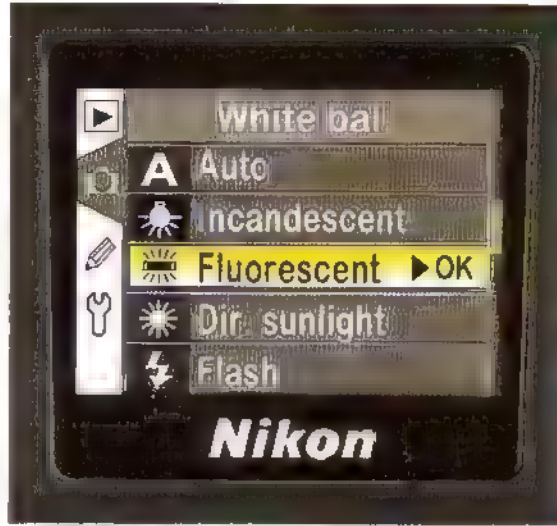 White bal
A Auto
Incandescent
Fluorescent ▶OK
Dir. sunlight
Flash
Nikon